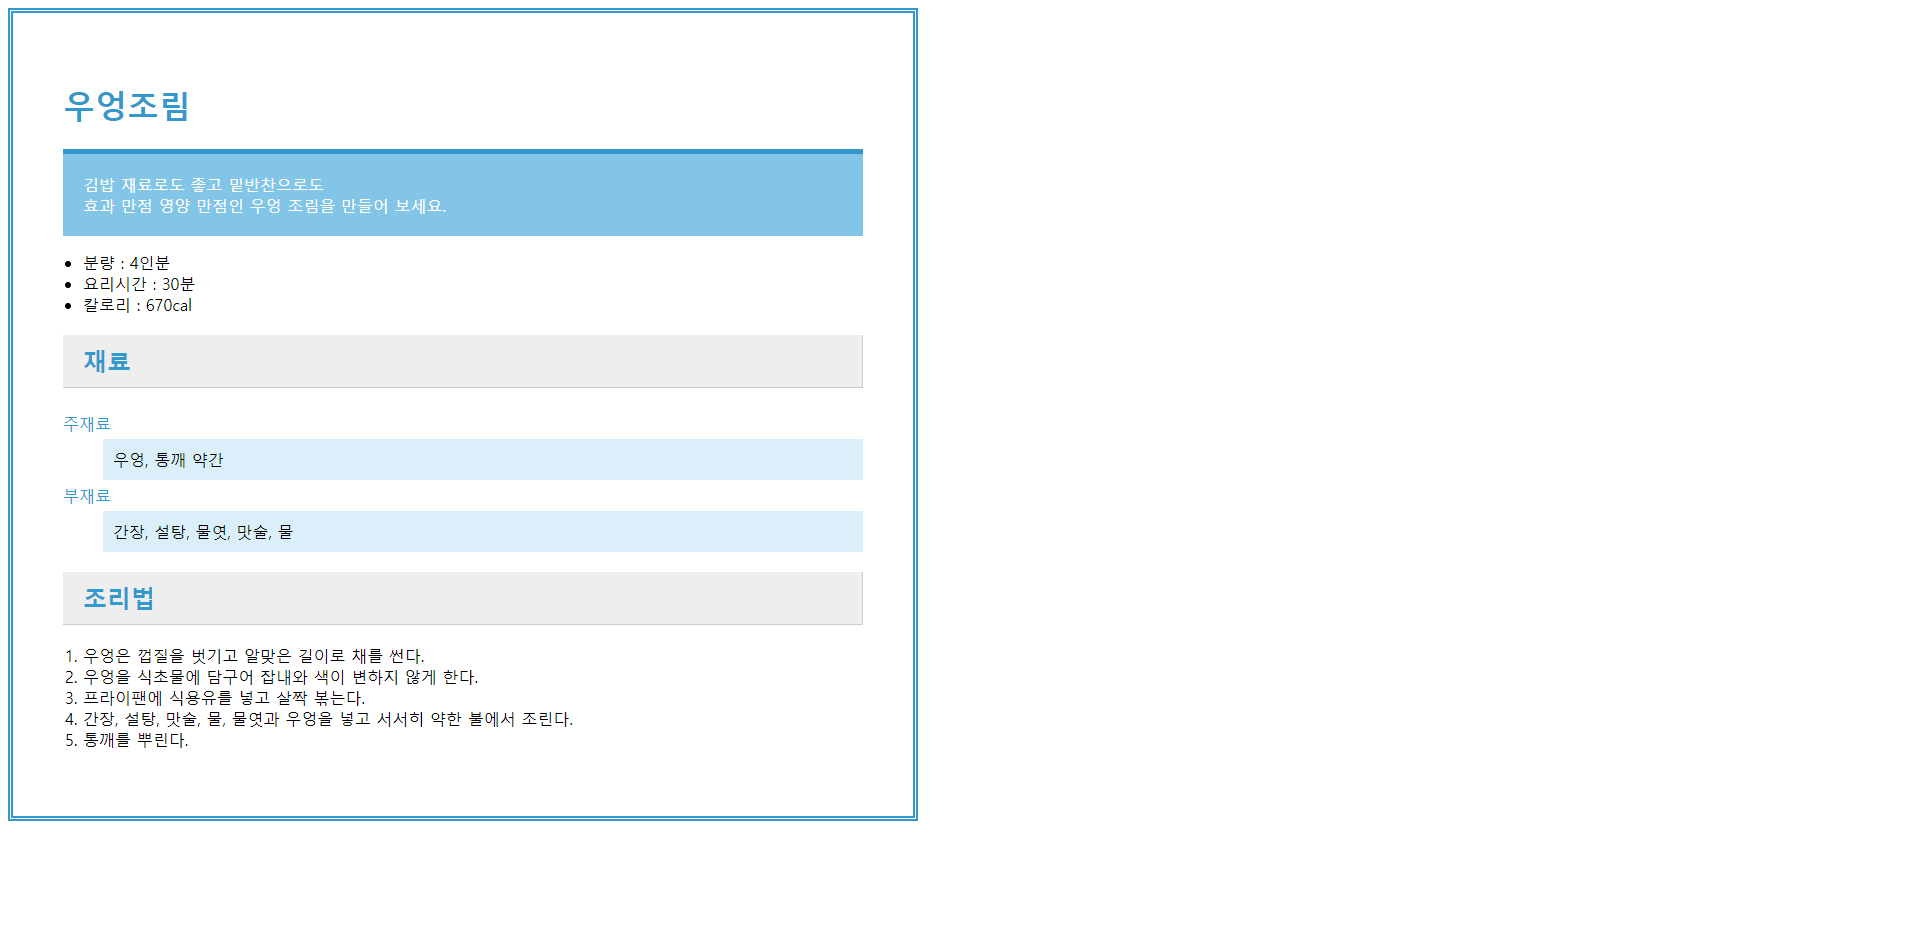 우엉조림
김밥 재료로도 좋고 밑반찬으로도
효과 만점 영양 만점인 우엉 조림을 만들어 보세요.
• 분량 : 4인분
• 요리시간 : 30분
• 칼로리 : 670cal
재료
주재료
우엉, 통깨 약간
부재료
간장, 설탕, 물엿, 맛술, 물
조리법
1. 우엉은 껍질을 벗기고 알맞은 길이로 채를 썬다.
2. 우엉을 식초물에 담구어 잡내와 색이 변하지 않게 한다.
3. 프라이팬에 식용유를 넣고 살짝 볶는다.
4. 간장, 설탕, 맛술, 물, 물엿과 우엉을 넣고 서서히 약한 불에서 조린다.
5. 통깨를 뿌린다.